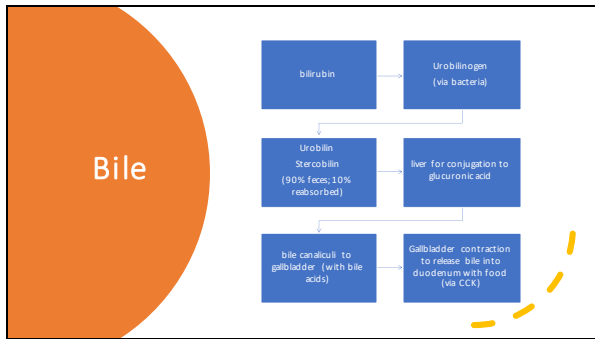 Bile
bilirubin
Urobilinogen
(via bacteria)
Urobilin
Stercobilin
(90% feces; 10%
reabsorbed)
liver for conjugation to
glucuronic acid
bile canaliculi to
gallbladder (with bile
acids)
Gallbladder contraction
to release bile into
duodenum with food
(via CCK)